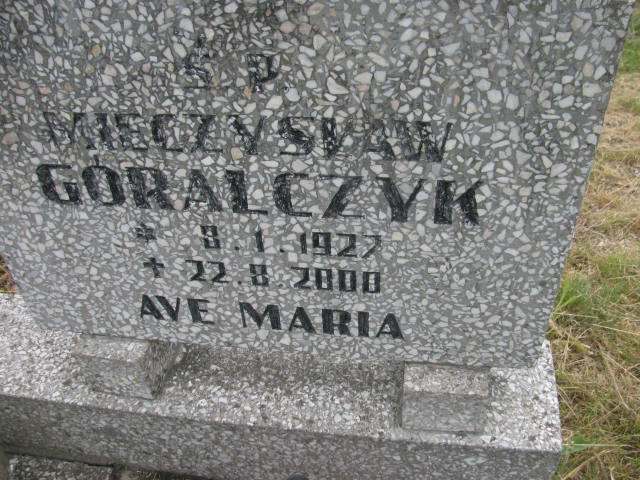 Ś.P.
MIECZYSŁAW
GÓRALCZYK
* 8.1.1927
+ 22.8.2000
AVE MARIA